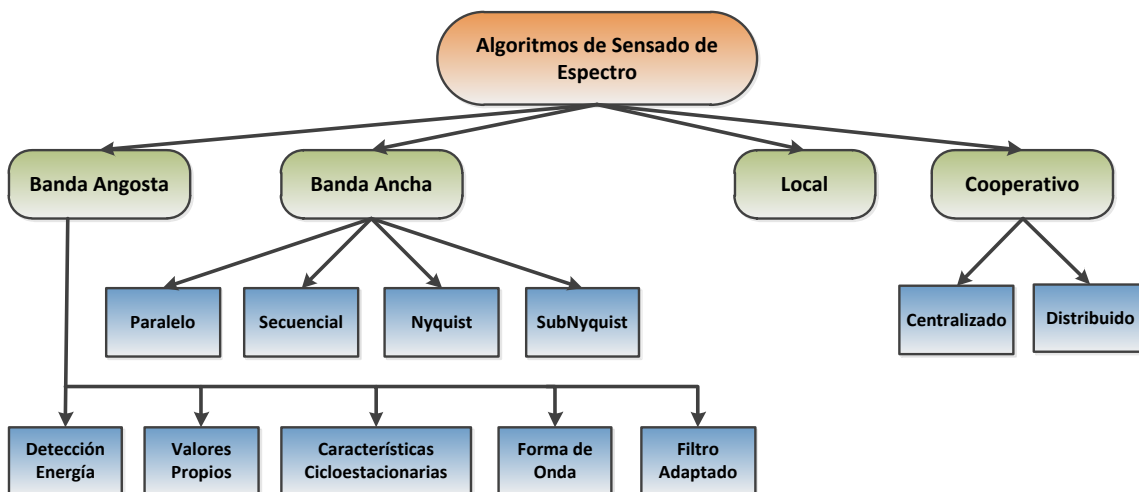 Algoritmos de Sensado de
Espectro
Banda Angosta
Banda Ancha
Local
Cooperativo
Paralelo
Secuencial
Nyquist
SubNyquist
Centralizado
Distribuido
Detección
Energía
Valores
Propios
Características
Cicloestacionarias
Forma de
Onda
Filtro
Adaptado